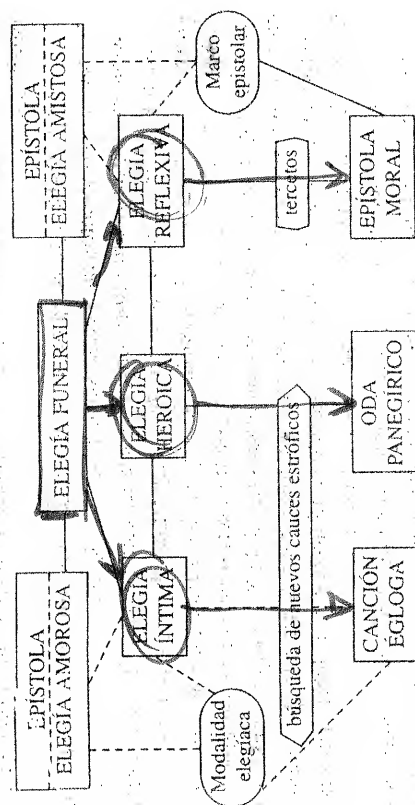 EPÍSTOLA
ELEGÍA AMOROSA
ELEGÍA FUNERAL
EPÍSTOLA
ELEGÍA AMISTOSA
ELEGÍA
ÍNTIMA
ELEGÍA
HEROICA
ELEGÍA
REFLEXIVA
Modalidad
elegíaca
Marco
epistolar
búsqueda de nuevos cauces estróficos
tercetos
CANCIÓN
ÉGLOGA
ODA
PANEGÍRICO
EPÍSTOLA
MORAL